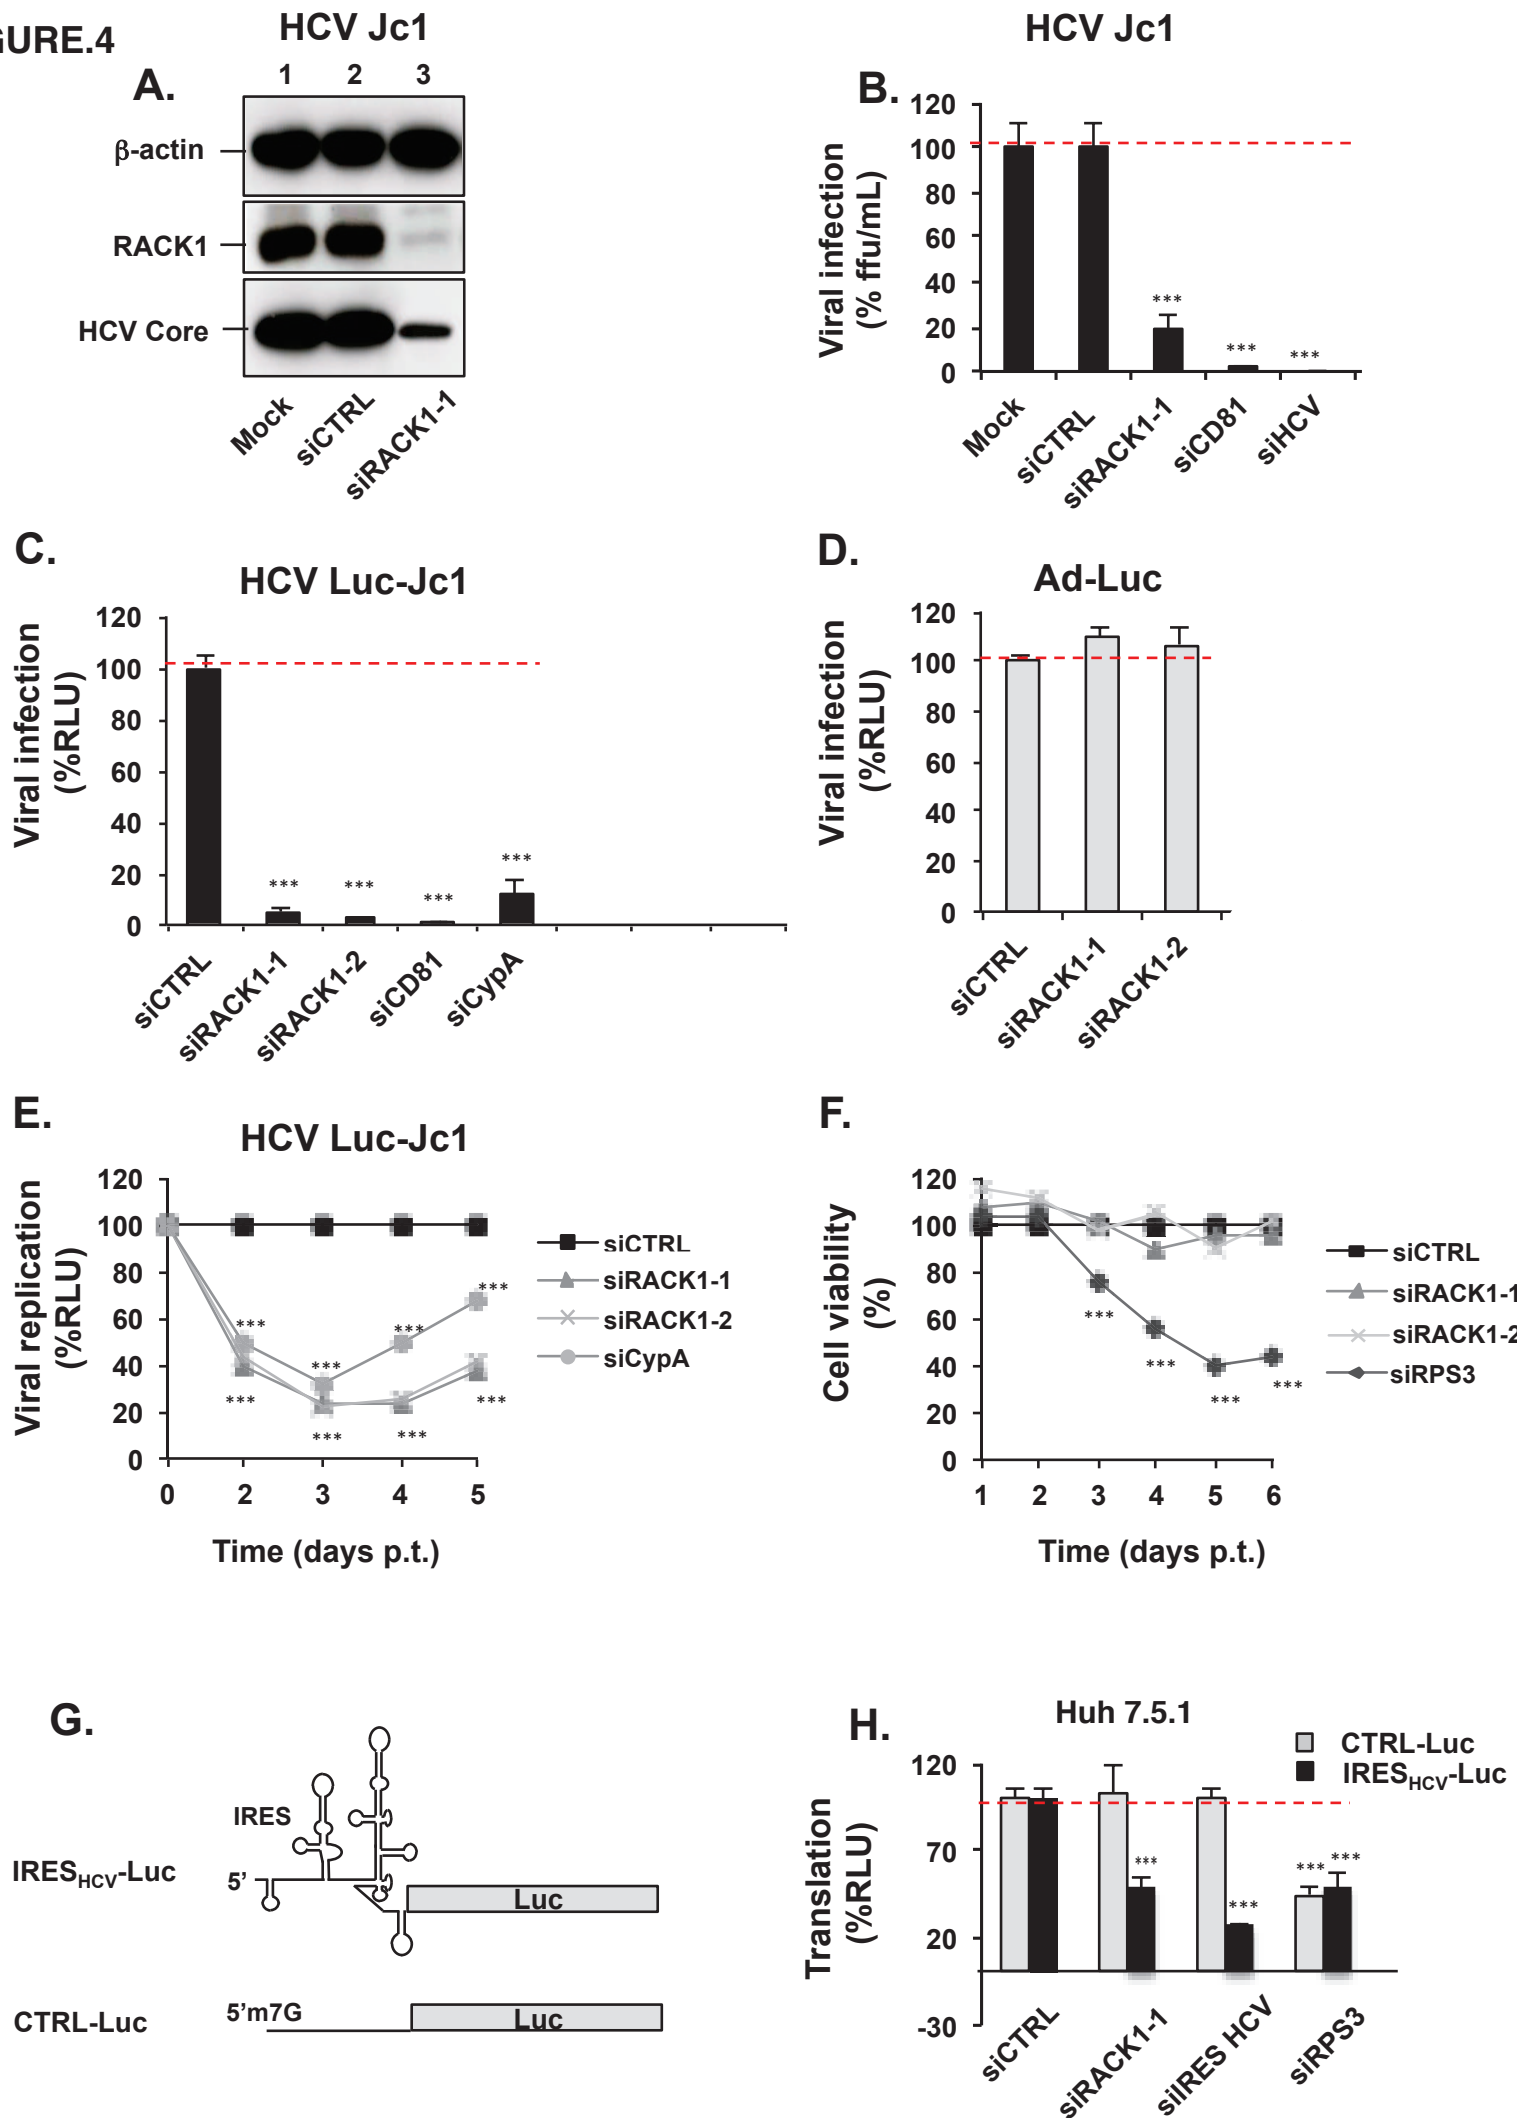 GURE.4
HCV Jc1
A.
1 2 3
β-actin
RACK1
HCV Core
Mock
siCTRL
siRACK1-1
HCV Jc1
B.
Viral infection
(% ffu/mL)
120
100
80
60
40
20
0
***
***
***
Mock
siCTRL
siRACK1-1
siCD81
siHCV
C.
HCV Luc-Jc1
Viral infection
(%RLU)
120
100
80
60
40
20
0
***
***
***
***
siCTRL
siRACK1-1
siRACK1-2
siCD81
siCypA
D.
Ad-Luc
Viral infection
(%RLU)
120
100
80
60
40
20
0
siCTRL
siRACK1-1
siRACK1-2
E.
HCV Luc-Jc1
Viral replication
(%RLU)
120
100
80
60
40
20
0
***
***
***
***
***
***
***
***
0 2 3 4 5
Time (days p.t.)
siCTRL
siRACK1-1
siRACK1-2
siCypA
F.
Cell viability
(%)
120
100
80
60
40
20
0
***
***
***
***
1 2 3 4 5 6
Time (days p.t.)
siCTRL
siRACK1-1
siRACK1-2
siRPS3
G.
IRES
IRESHCV-Luc
5’
Luc
CTRL-Luc
5’m7G
Luc
H.
Huh 7.5.1
CTRL-Luc
IRESHCV-Luc
Translation
(%RLU)
120
70
20
-30
***
***
***
***
siCTRL
siRACK1-1
siIRES HCV
siRPS3